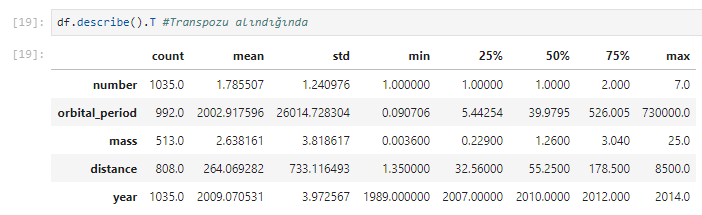 [19]: df.describe().T #Transpozu alındığında
[19]: count mean std min 25% 50% 75% max
number 1035.0 1.785507 1.240976 1.000000 1.00000 1.0000 2.000 7.0
orbital_period 992.0 2002.917596 26014.728304 0.090706 5.44254 39.9795 526.005 730000.0
mass 513.0 2.638161 3.818617 0.003600 0.22900 1.2600 3.040 25.0
distance 808.0 264.069282 733.116493 1.350000 32.56000 55.2500 178.500 8500.0
year 1035.0 2009.070531 3.972567 1989.000000 2007.00000 2010.0000 2012.000 2014.0